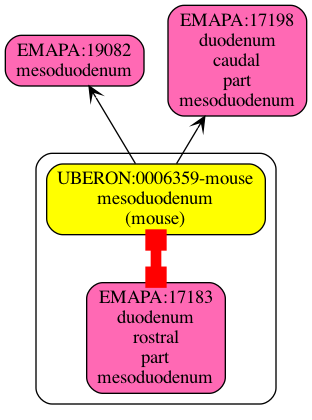 EMAPA:19082
mesoduodenum
EMAPA:17198
duodenum
caudal
part
mesoduodenum
UBERON:0006359-mouse
mesoduodenum
(mouse)
EMAPA:17183
duodenum
rostral
part
mesoduodenum